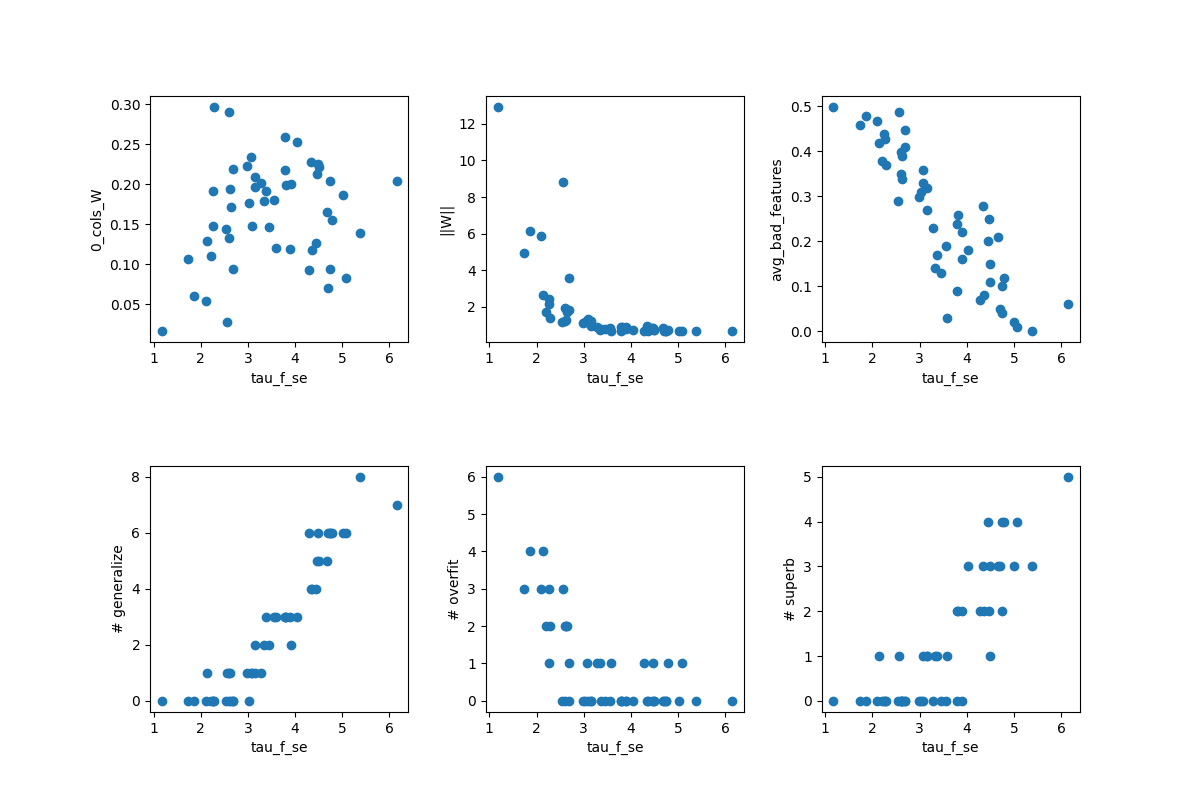 0.30
0.25
0.20
0.15
0.10
0.05
0_cols_W
1 2 3 4 5 6
tau_f_se
12
10
8
6
4
2
||W||
1 2 3 4 5 6
tau_f_se
0.5
0.4
0.3
0.2
0.1
0.0
avg_bad_features
1 2 3 4 5 6
tau_f_se
8
6
4
2
0
# generalize
1 2 3 4 5 6
tau_f_se
6
5
4
3
2
1
0
# overfit
1 2 3 4 5 6
tau_f_se
5
4
3
2
1
0
# superb
1 2 3 4 5 6
tau_f_se